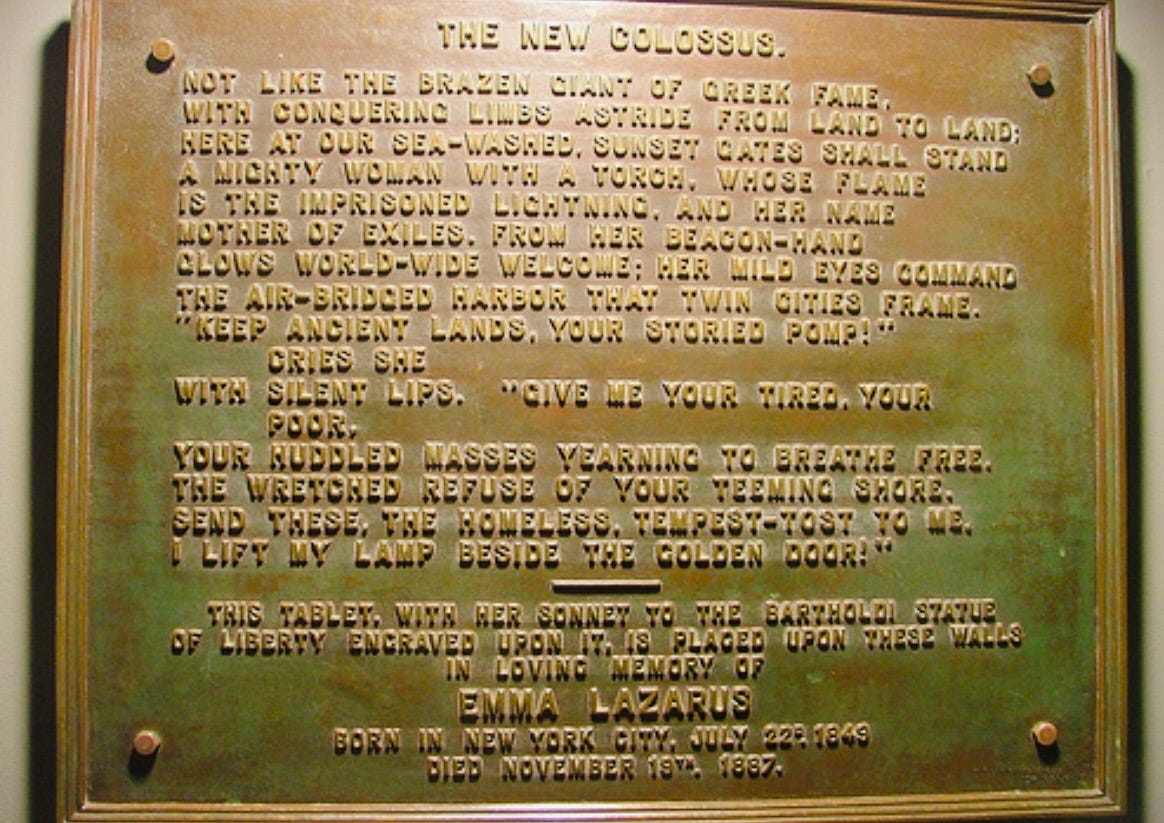 THE NEW COLOSSUS.
NOT LIKE THE BRAZEN GIANT OF GREEK FAME,
WITH CONQUERING LIMBS ASTRIDE FROM LAND TO LAND;
HERE AT OUR SEA-WASHED, SUNSET GATES SHALL STAND
A MIGHTY WOMAN WITH A TORCH, WHOSE FLAME
IS THE IMPRISONED LIGHTNING, AND HER NAME
MOTHER OF EXILES. FROM HER BEACON-HAND
GLOWS WORLD-WIDE WELCOME; HER MILD EYES COMMAND
THE AIR-BRIDGED HARBOR THAT TWIN CITIES FRAME.
"KEEP ANCIENT LANDS, YOUR STORIED POMP!"
CRIES SHE
WITH SILENT LIPS. "GIVE ME YOUR TIRED, YOUR
POOR,
YOUR HUDDLED MASSES YEARNING TO BREATHE FREE,
THE WRETCHED REFUSE OF YOUR TEEMING SHORE.
SEND THESE, THE HOMELESS, TEMPEST-TOST TO ME,
I LIFT MY LAMP BESIDE THE GOLDEN DOOR!"
THIS TABLET, WITH HER SONNET TO THE BARTHOLDI STATUE
OF LIBERTY ENGRAVED UPON IT, IS PLACED UPON THESE WALLS
IN LOVING MEMORY OF
EMMA LAZARUS
BORN IN NEW YORK CITY, JULY 22D, 1849
DIED NOVEMBER 19TH, 1887.